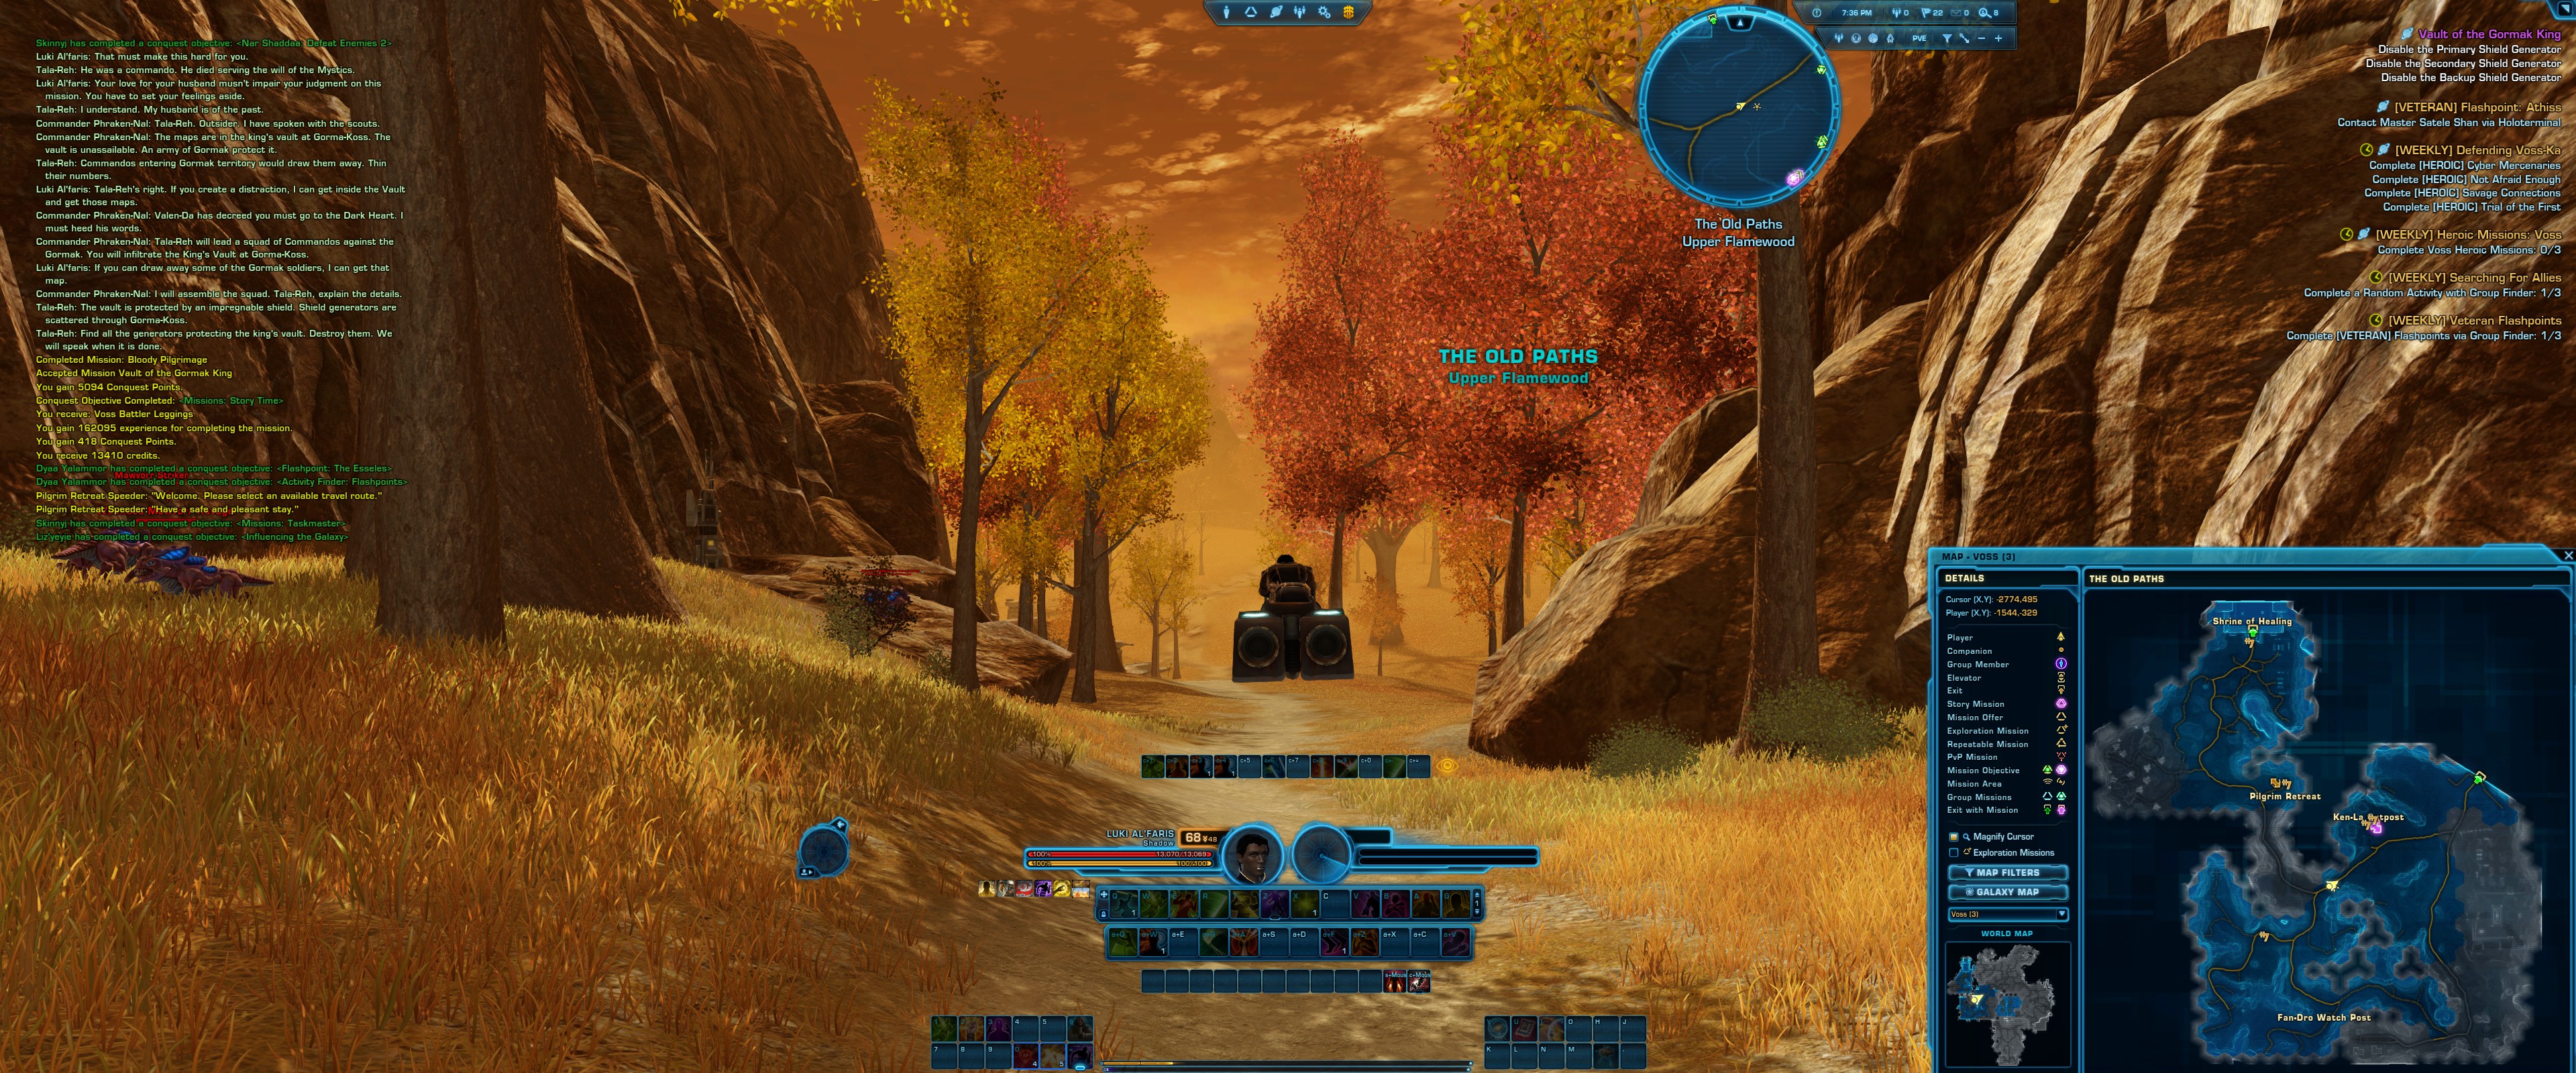 Skinnyj has completed a conquest objective: <Nar Shaddaa: Defeat Enemies 2>
Luki Al'faris: That must make this hard for you.
Tala-Reh: He was a commando. He died serving the will of the Mystics.
Luki Al'faris: Your love for your husband musn't impair your judgment on this
mission. You have to set your feelings aside.
Tala-Reh: I understand. My husband is of the past.
Commander Phraken-Nal: Tala-Reh. Outsider. I have spoken with the scouts.
Commander Phraken-Nal: The maps are in the king's vault at Gorma-Koss. The
vault is unassailable. An army of Gormak protect it.
Tala-Reh: Commandos entering Gormak territory would draw them away. Thin
their numbers.
Luki Al'faris: Tala-Reh's right. If you create a distraction, I can get inside the Vault
and get those maps.
Commander Phraken-Nal: Valen-Da has decreed you must go to the Dark Heart. I
must heed his words.
Commander Phraken-Nal: Tala-Reh will lead a squad of Commandos against the
Gormak. You will infiltrate the King's Vault at Gorma-Koss.
Luki Al'faris: If you can draw away some of the Gormak soldiers, I can get that
map.
Commander Phraken-Nal: I will assemble the squad. Tala-Reh, explain the details.
Tala-Reh: The vault is protected by an impregnable shield. Shield generators are
scattered through Gorma-Koss.
Tala-Reh: Find all the generators protecting the king's vault. Destroy them. We
will speak when it is done.
Completed Mission: Bloody Pilgrimage
Accepted Mission Vault of the Gormak King
You gain 5094 Conquest Points.
Conquest Objective Completed: <Missions: Story Time>
You receive: Voss Battler Leggings
You gain 162095 experience for completing the mission.
You gain 418 Conquest Points.
You receive 13410 credits.
Dyaa Yalammor has completed a conquest objective: <Flashpoint: The Esseles>
Dyaa Yalammor has completed a conquest objective: <Activity Finder: Flashpoints>
Pilgrim Retreat Speeder: "Welcome. Please select an available travel route."
Pilgrim Retreat Speeder: "Have a safe and pleasant stay."
Skinnyj has completed a conquest objective: <Missions: Taskmaster>
Liz'yeyie has completed a conquest objective: <Influencing the Galaxy>
7:36 PM 0 22 0 8
PVE
The Old Paths
Upper Flamewood
THE OLD PATHS
Upper Flamewood
Vault of the Gormak King
Disable the Primary Shield Generator
Disable the Secondary Shield Generator
Disable the Backup Shield Generator
[VETERAN] Flashpoint: Athiss
Contact Master Satele Shan via Holoterminal
[WEEKLY] Defending Voss-Ka
Complete [HEROIC] Cyber Mercenaries
Complete [HEROIC] Not Afraid Enough
Complete [HEROIC] Savage Connections
Complete [HEROIC] Trial of the First
[WEEKLY] Heroic Missions: Voss
Complete Voss Heroic Missions: 0/3
[WEEKLY] Searching For Allies
Complete a Random Activity with Group Finder: 1/3
[WEEKLY] Veteran Flashpoints
Complete [VETERAN] Flashpoints via Group Finder: 1/3
MAP - VOSS (3)
DETAILS
Cursor (X,Y): -2774,495
Player (X,Y): -1544,-329
Player
Companion
Group Member
Elevator
Exit
Story Mission
Mission Offer
Exploration Mission
Repeatable Mission
PvP Mission
Mission Objective
Mission Area
Group Missions
Exit with Mission
Magnify Cursor
Exploration Missions
MAP FILTERS
GALAXY MAP
Voss (3)
WORLD MAP
THE OLD PATHS
Shrine of Healing
Pilgrim Retreat
Fan-Dro Watch Post
LUKI AL'FARIS
Shadow
68
48
100% 13,070/13,069
100% 100/100